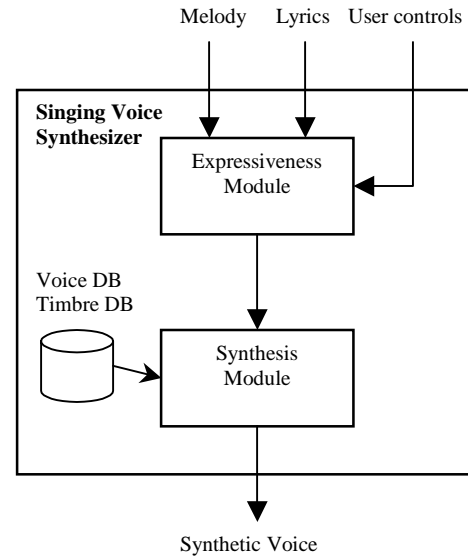 Melody Lyrics User controls
Singing Voice
Synthesizer
Expressiveness
Module
Voice DB
Timbre DB
Synthesis
Module
Synthetic Voice